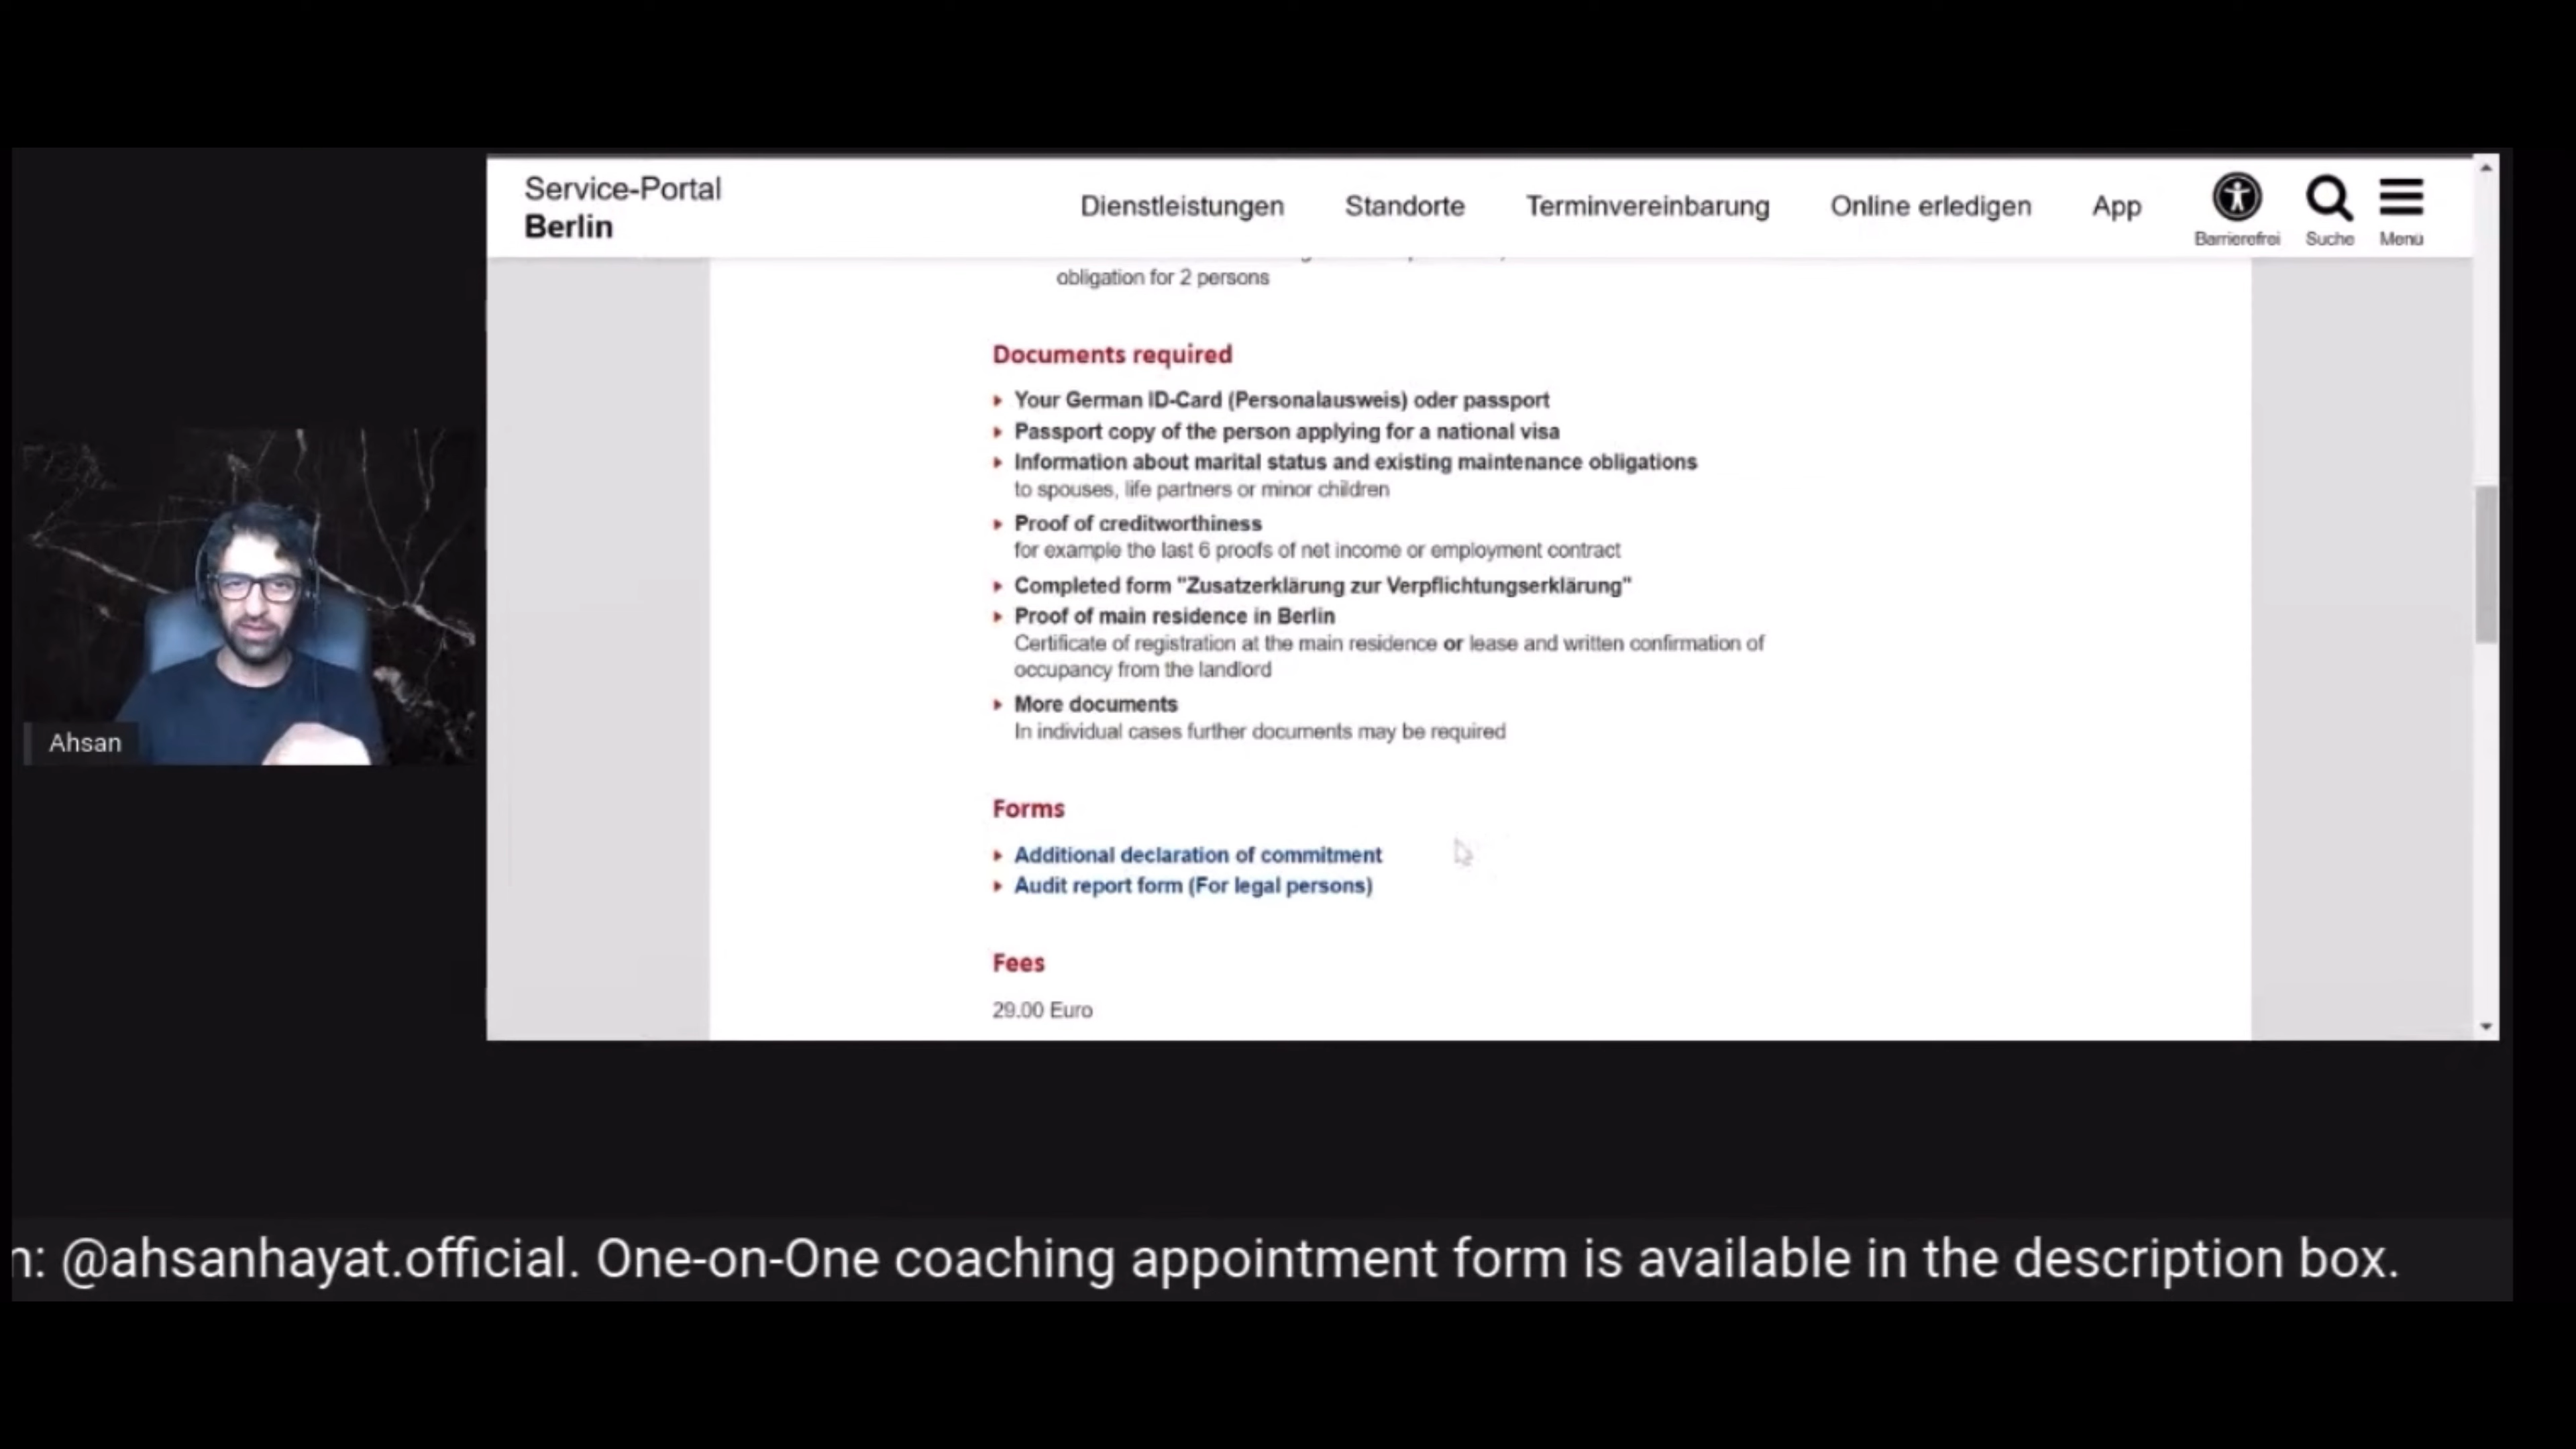 Service-Portal
Berlin
Dienstleistungen Standorte Terminvereinbarung Online erledigen App
Barrierefrei Suche Menü
obligation for 2 persons
Documents required
Your German ID-Card (Personalausweis) oder passport
Passport copy of the person applying for a national visa
Information about marital status and existing maintenance obligations
to spouses, life partners or minor children
Proof of creditworthiness
for example the last 6 proofs of net income or employment contract
Completed form "Zusatzerklärung zur Verpflichtungserklärung"
Proof of main residence in Berlin
Certificate of registration at the main residence or lease and written confirmation of
occupancy from the landlord
More documents
In individual cases further documents may be required
Forms
Additional declaration of commitment
Audit report form (For legal persons)
Fees
29.00 Euro
Ahsan
n: @ahsanhayat.official. One-on-One coaching appointment form is available in the description box.